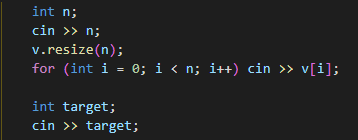 int n;
cin >> n;
v.resize(n);
for (int i = 0; i < n; i++) cin >> v[i];
int target;
cin >> target;